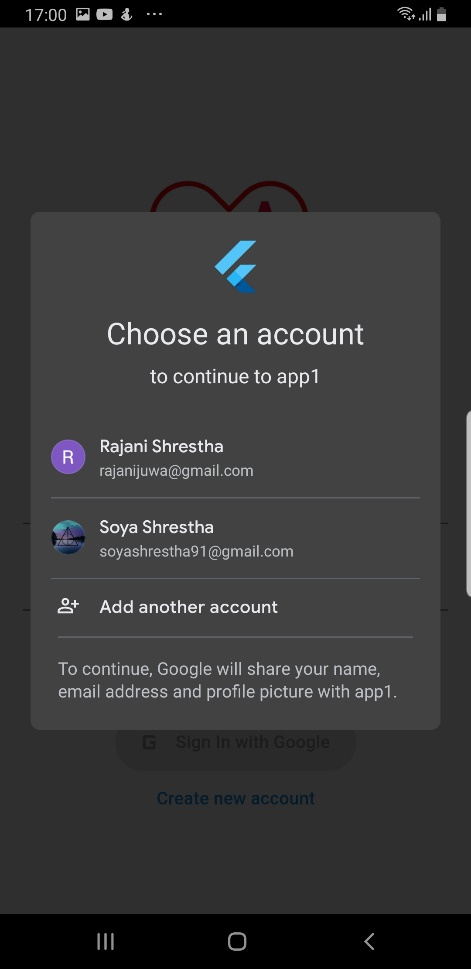 17:00
Choose an account
to continue to app1
R
Rajani Shrestha
rajanijuwa@gmail.com
Soya Shrestha
soyashrestha91@gmail.com
Add another account
To continue, Google will share your name,
email address and profile picture with app1.
G Sign In with Google
Create new account